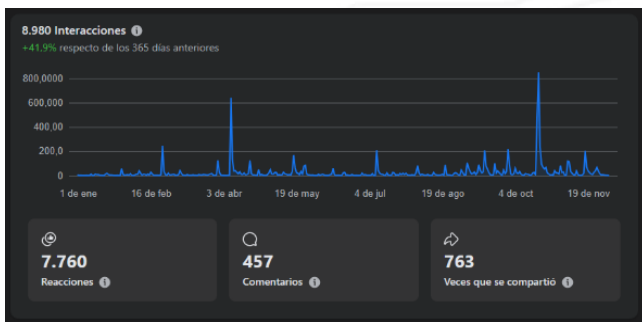 8.980 Interacciones
+41.9% respecto de los 365 días anteriores
800,0000
600,000
400,00
200,0
0
1 de ene 16 de feb 3 de abr 19 de may 4 de jul 19 de ago 4 de oct 19 de nov
7.760 457 763
Reacciones Comentarios Veces que se compartió